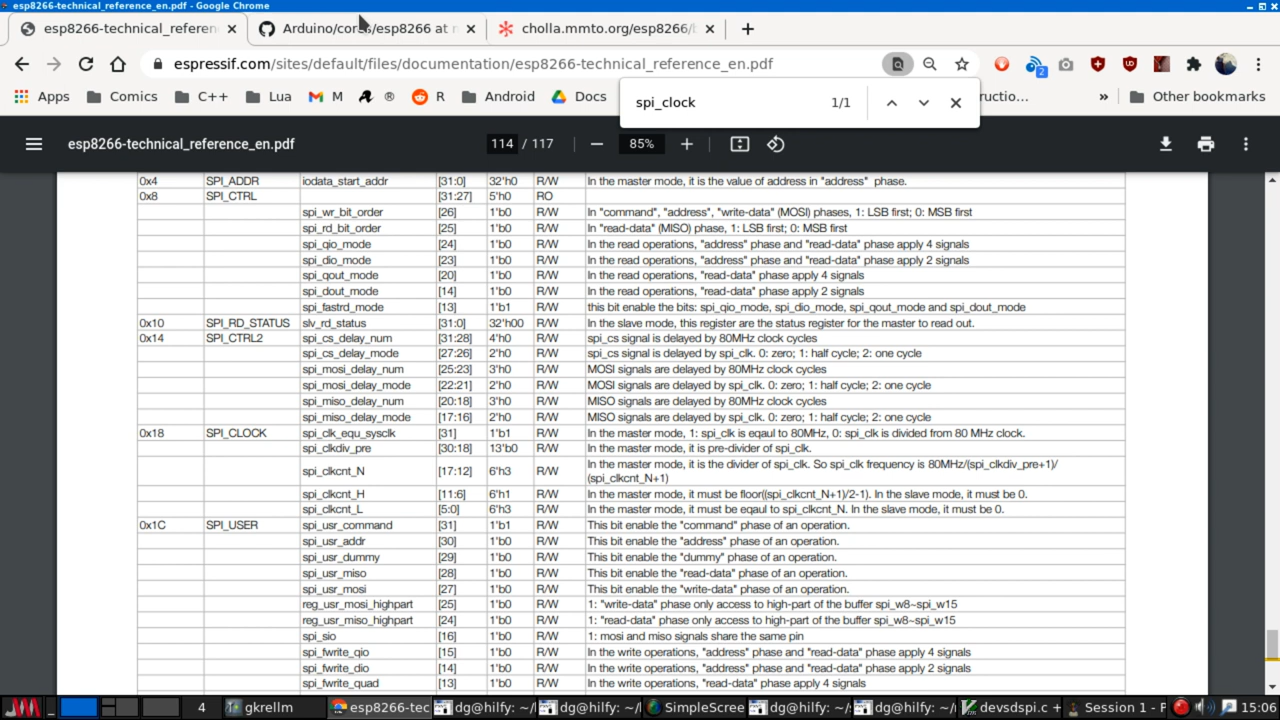 esp8266-technical_reference_en.pdf - Google Chrome
esp8266-technical_referen
Arduino/cores/esp8266 at
cholla.mmto.org/esp8266/
espressif.com/sites/default/files/documentation/esp8266-technical_reference_en.pdf
2
Apps Comics C++ Lua M R Android Docs Other bookmarks
spi_clock 1/1
esp8266-technical_reference_en.pdf 114 / 117 85%
0x4 SPI_ADDR iodata_start_addr [31:0] 32'h0 R/W In the master mode, it is the value of address in "address" phase.
0x8 SPI_CTRL [31:27] 5'h0 RO
spi_wr_bit_order [26] 1'b0 R/W In "command", "address", "write-data" (MOSI) phases, 1: LSB first; 0: MSB first
spi_rd_bit_order [25] 1'b0 R/W In "read-data" (MISO) phase, 1: LSB first; 0: MSB first
spi_qio_mode [24] 1'b0 R/W In the read operations, "address" phase and "read-data" phase apply 4 signals
spi_dio_mode [23] 1'b0 R/W In the read operations, "address" phase and "read-data" phase apply 2 signals
spi_qout_mode [20] 1'b0 R/W In the read operations, "read-data" phase apply 4 signals
spi_dout_mode [14] 1'b0 R/W In the read operations, "read-data" phase apply 2 signals
spi_fastrd_mode [13] 1'b1 R/W this bit enable the bits: spi_qio_mode, spi_dio_mode, spi_qout_mode and spi_dout_mode
0x10 SPI_RD_STATUS slv_rd_status [31:0] 32'h00 R/W In the slave mode, this register are the status register for the master to read out.
0x14 SPI_CTRL2 spi_cs_delay_num [31:28] 4'h0 R/W spi_cs signal is delayed by 80MHz clock cycles
spi_cs_delay_mode [27:26] 2'h0 R/W spi_cs signal is delayed by spi_clk. 0: zero; 1: half cycle; 2: one cycle
spi_mosi_delay_num [25:23] 3'h0 R/W MOSI signals are delayed by 80MHz clock cycles
spi_mosi_delay_mode [22:21] 2'h0 R/W MOSI signals are delayed by spi_clk. 0: zero; 1: half cycle; 2: one cycle
spi_miso_delay_num [20:18] 3'h0 R/W MISO signals are delayed by 80MHz clock cycles
spi_miso_delay_mode [17:16] 2'h0 R/W MISO signals are delayed by spi_clk. 0: zero; 1: half cycle; 2: one cycle
0x18 SPI_CLOCK spi_clk_equ_sysclk [31] 1'b1 R/W In the master mode, 1: spi_clk is eqaul to 80MHz, 0: spi_clk is divided from 80 MHz clock.
spi_clkdiv_pre [30:18] 13'b0 R/W In the master mode, it is pre-divider of spi_clk.
spi_clkcnt_N [17:12] 6'h3 R/W In the master mode, it is the divider of spi_clk. So spi_clk frequency is 80MHz/(spi_clkdiv_pre+1)/
(spi_clkcnt_N+1)
spi_clkcnt_H [11:6] 6'h1 R/W In the master mode, it must be floor((spi_clkcnt_N+1)/2-1). In the slave mode, it must be 0.
spi_clkcnt_L [5:0] 6'h3 R/W In the master mode, it must be eqaul to spi_clkcnt_N. In the slave mode, it must be 0.
0x1C SPI_USER spi_usr_command [31] 1'b1 R/W This bit enable the "command" phase of an operation.
spi_usr_addr [30] 1'b0 R/W This bit enable the "address" phase of an operation.
spi_usr_dummy [29] 1'b0 R/W This bit enable the "dummy" phase of an operation.
spi_usr_miso [28] 1'b0 R/W This bit enable the "read-data" phase of an operation.
spi_usr_mosi [27] 1'b0 R/W This bit enable the "write-data" phase of an operation.
reg_usr_mosi_highpart [25] 1'b0 R/W 1: "write-data" phase only access to high-part of the buffer spi_w8~spi_w15
reg_usr_miso_highpart [24] 1'b0 R/W 1: "read-data" phase only access to high-part of the buffer spi_w8~spi_w15
spi_sio [16] 1'b0 R/W 1: mosi and miso signals share the same pin
spi_fwrite_qio [15] 1'b0 R/W In the write operations, "address" phase and "read-data" phase apply 4 signals
spi_fwrite_dio [14] 1'b0 R/W In the write operations, "address" phase and "read-data" phase apply 2 signals
spi_fwrite_quad [13] 1'b0 R/W In the write operations, "read-data" phase apply 4 signals
4 gkrellm esp8266-tec dg@hilfy: ~/ dg@hilfy: ~/ SimpleScree dg@hilfy: ~/ dg@hilfy: ~/ devsdspi.c + Session 1 - F 15:06